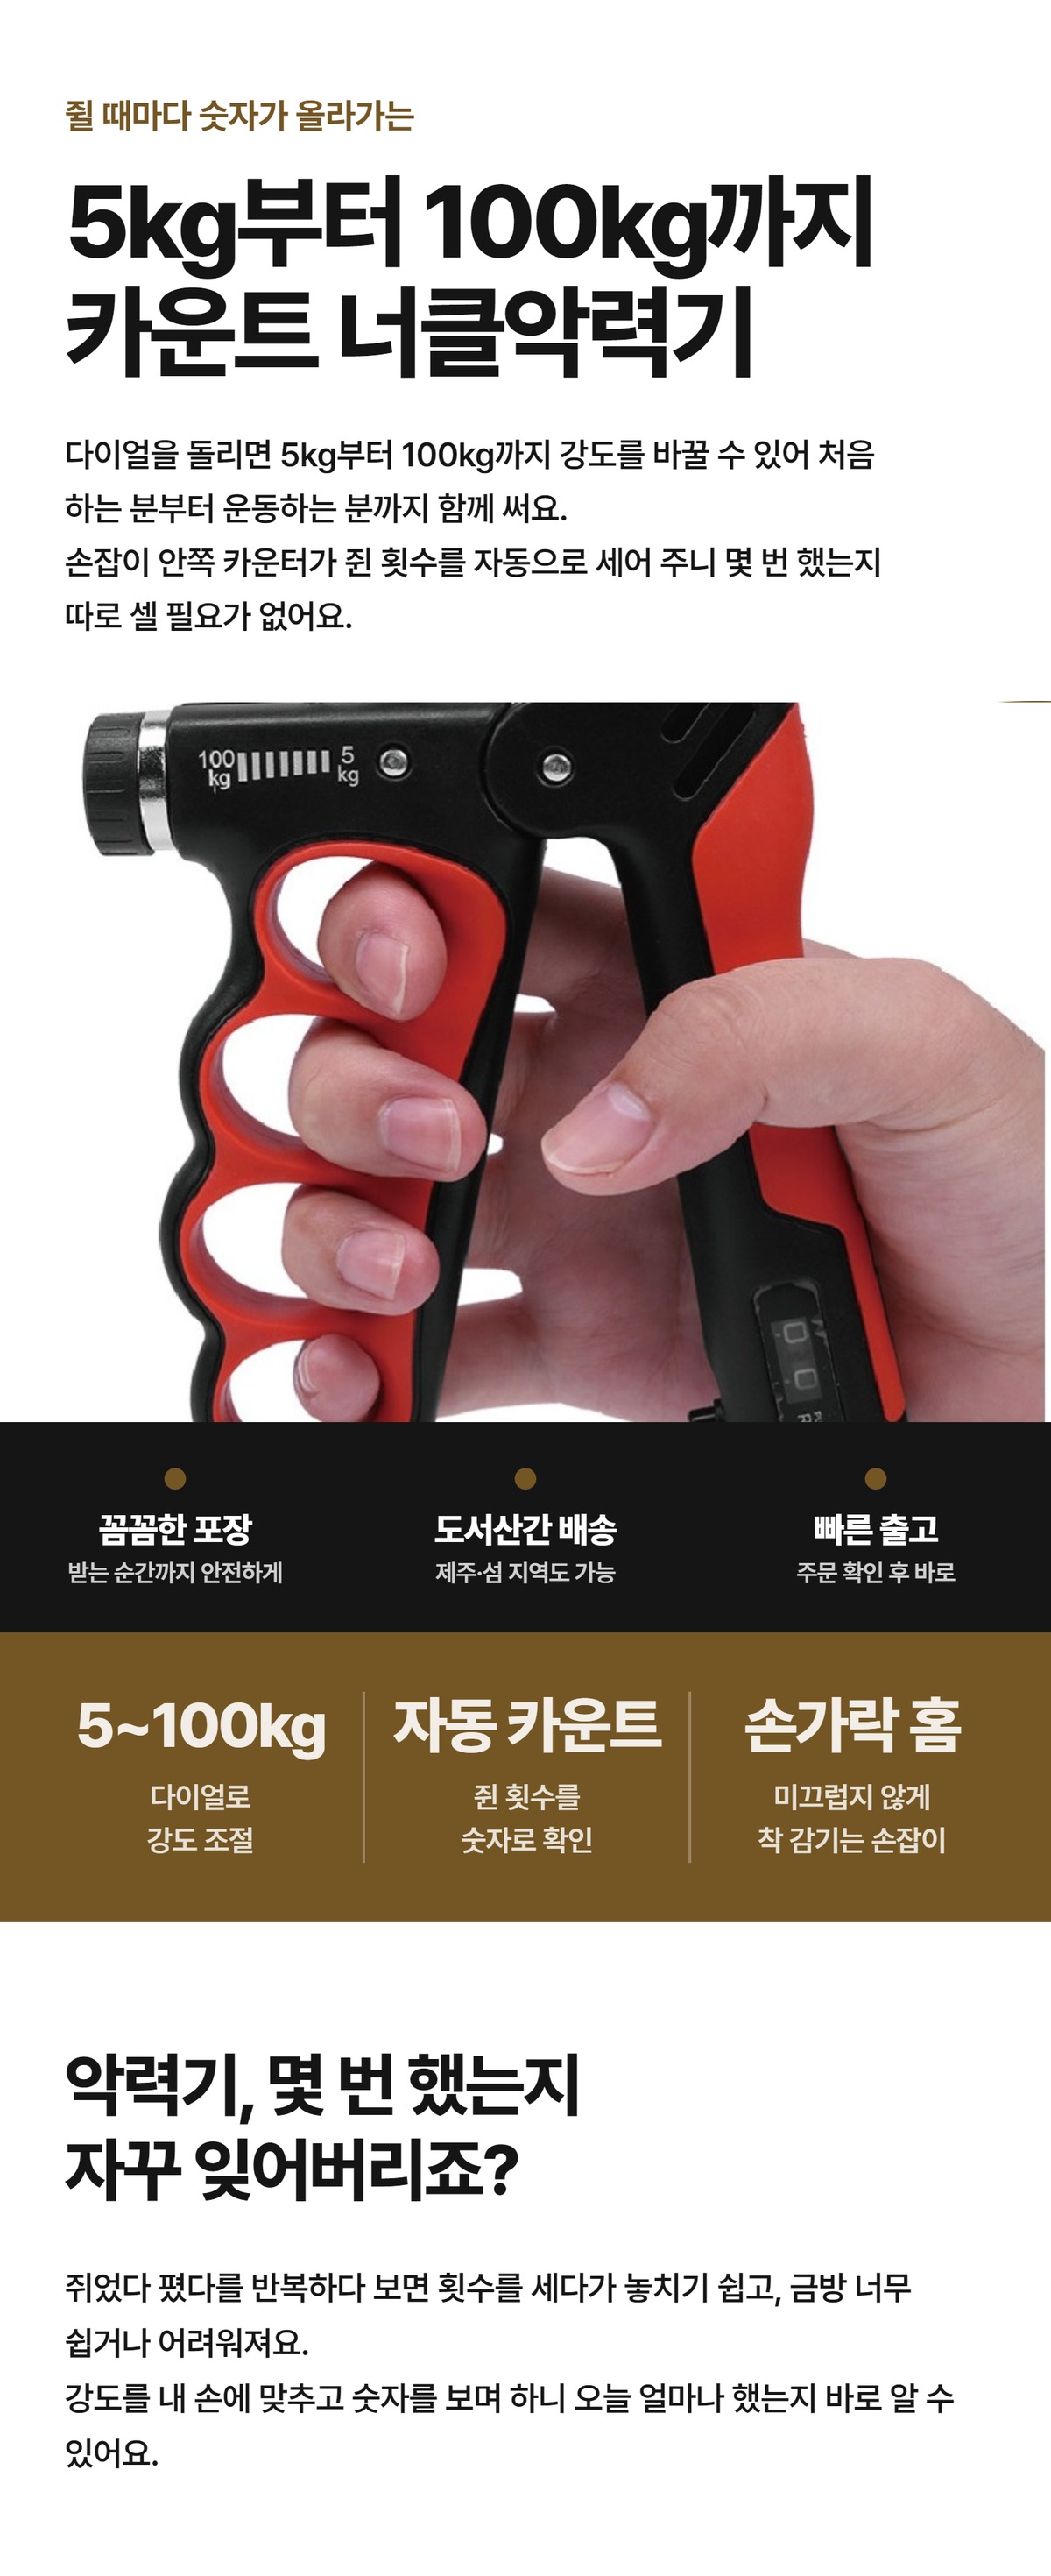 쥘 때마다 숫자가 올라가는
5kg부터 100kg까지
카운트 너클악력기
다이얼을 돌리면 5kg부터 100kg까지 강도를 바꿀 수 있어 처음
하는 분부터 운동하는 분까지 함께 써요.
손잡이 안쪽 카운터가 쥔 횟수를 자동으로 세어 주니 몇 번 했는지
따로 셀 필요가 없어요.
100 5
kg kg
꼼꼼한 포장
받는 순간까지 안전하게
도서산간 배송
제주·섬 지역도 가능
빠른 출고
주문 확인 후 바로
5~100kg
다이얼로
강도 조절
자동 카운트
쥔 횟수를
숫자로 확인
손가락 홈
미끄럽지 않게
착 감기는 손잡이
악력기, 몇 번 했는지
자꾸 잊어버리죠?
쥐었다 폈다를 반복하다 보면 횟수를 세다가 놓치기 쉽고, 금방 너무
쉽거나 어려워져요.
강도를 내 손에 맞추고 숫자를 보며 하니 오늘 얼마나 했는지 바로 알 수
있어요.